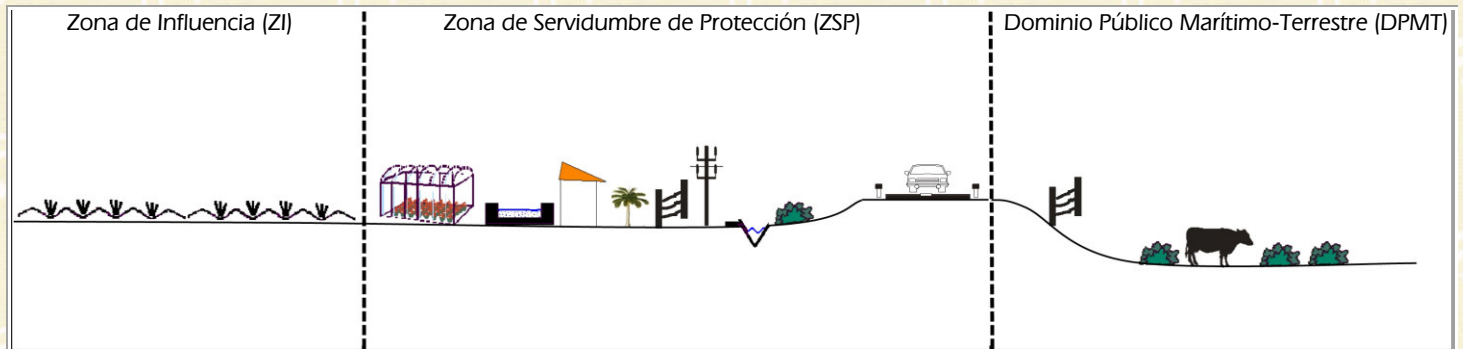 Zona de Influencia (ZI)
Zona de Servidumbre de Protección (ZSP)
Dominio Público Marítimo-Terrestre (DPMT)